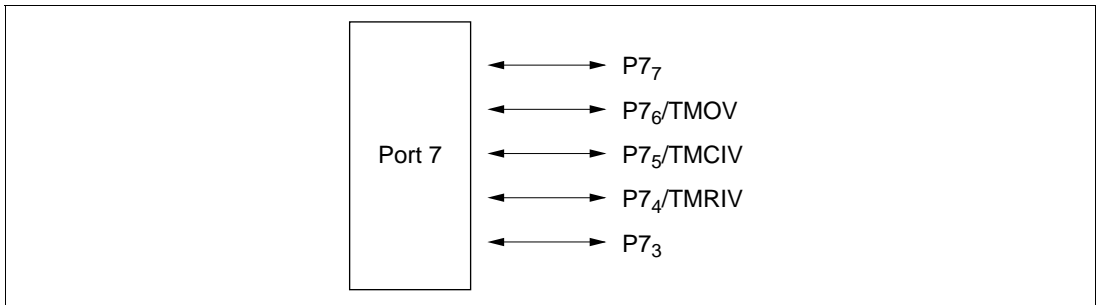 Port 7
P7₇
P7₆/TMOV
P7₅/TMCIV
P7₄/TMRIV
P7₃